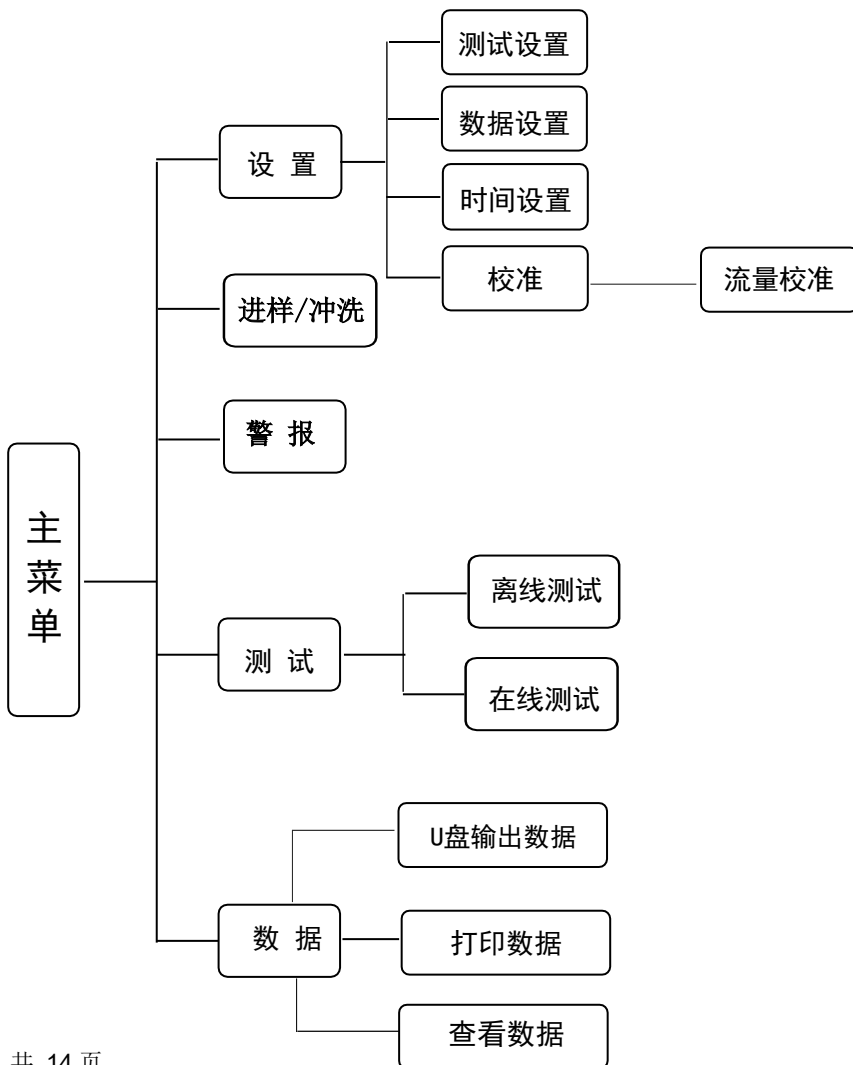 测试设置
数据设置
设 置
时间设置
校准
流量校准
进样/冲洗
警 报
主菜单
离线测试
测 试
在线测试
U盘输出数据
数 据
打印数据
查看数据
共 14 页